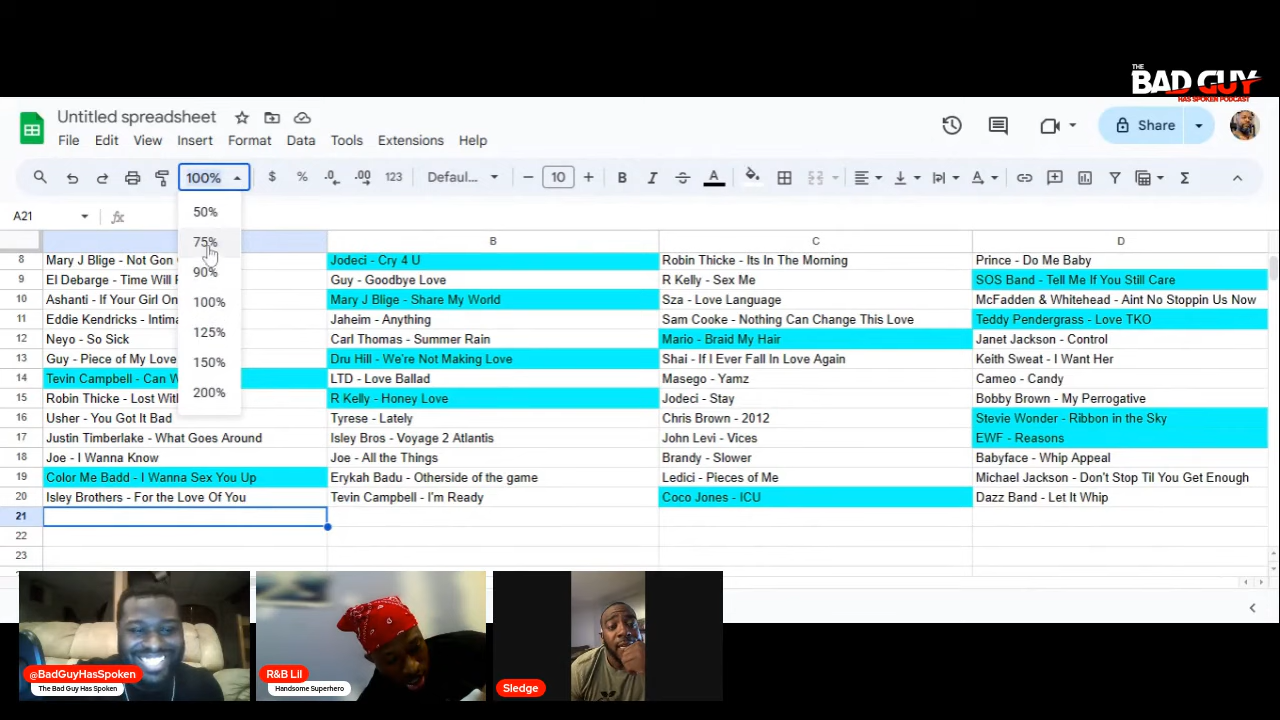 THE
BAD GUY
HAS SPOKEN PODCAST
Untitled spreadsheet
File Edit View Insert Format Data Tools Extensions Help
Share
100% $ % .0 .00 123 Defaul... 10 B I A
A21 fx
50%
75%
90%
100%
125%
150%
200%
B C D
8 Mary J Blige - Not Gon Jodeci - Cry 4 U Robin Thicke - Its In The Morning Prince - Do Me Baby
9 El Debarge - Time Will Guy - Goodbye Love R Kelly - Sex Me SOS Band - Tell Me If You Still Care
10 Ashanti - If Your Girl On Mary J Blige - Share My World Sza - Love Language McFadden & Whitehead - Aint No Stoppin Us Now
11 Eddie Kendricks - Intima Jaheim - Anything Sam Cooke - Nothing Can Change This Love Teddy Pendergrass - Love TKO
12 Neyo - So Sick Carl Thomas - Summer Rain Mario - Braid My Hair Janet Jackson - Control
13 Guy - Piece of My Love Dru Hill - We're Not Making Love Shai - If I Ever Fall In Love Again Keith Sweat - I Want Her
14 Tevin Campbell - Can W LTD - Love Ballad Masego - Yamz Cameo - Candy
15 Robin Thicke - Lost With R Kelly - Honey Love Jodeci - Stay Bobby Brown - My Perrogative
16 Usher - You Got It Bad Tyrese - Lately Chris Brown - 2012 Stevie Wonder - Ribbon in the Sky
17 Justin Timberlake - What Goes Around Isley Bros - Voyage 2 Atlantis John Levi - Vices EWF - Reasons
18 Joe - I Wanna Know Joe - All the Things Brandy - Slower Babyface - Whip Appeal
19 Color Me Badd - I Wanna Sex You Up Erykah Badu - Otherside of the game Ledici - Pieces of Me Michael Jackson - Don't Stop Til You Get Enough
20 Isley Brothers - For the Love Of You Tevin Campbell - I'm Ready Coco Jones - ICU Dazz Band - Let It Whip
21
22
23
@BadGuyHasSpoken
The Bad Guy Has Spoken
R&B Lil
Handsome Superhero
Sledge